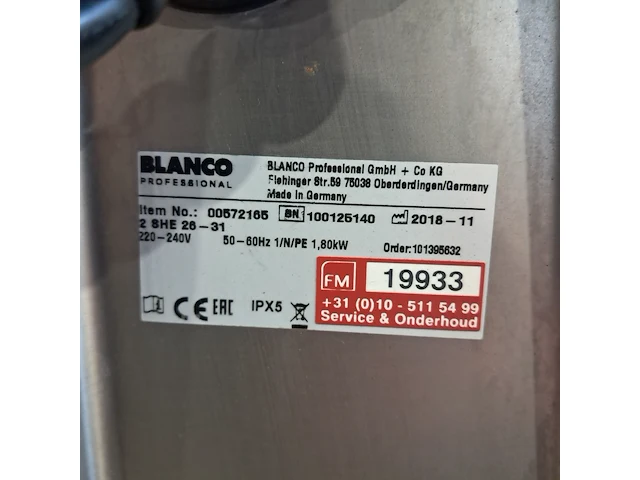 BLANCO
PROFESSIONAL
BLANCO Professional GmbH + Co KG
Flehinger Str.59 75038 Oberderdingen/Germany
Made in Germany
Item No.: 00572165 SN 100125140 2018-11
2 SHE 26-31
220-240V 50-60Hz 1/N/PE 1,80kW Order:101395632
CE EAC IPX5
FM 19933
+31 (0)10 - 511 54 99
Service & Onderhoud